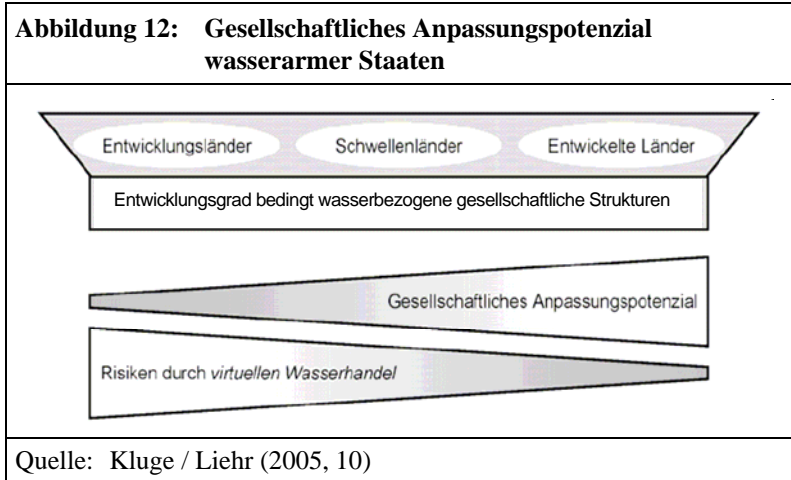 Abbildung 12: Gesellschaftliches Anpassungspotenzial
wasserarmer Staaten
Entwicklungsländer Schwellenländer Entwickelte Länder
Entwicklungsgrad bedingt wasserbezogene gesellschaftliche Strukturen
Gesellschaftliches Anpassungspotenzial
Risiken durch virtuellen Wasserhandel
Quelle: Kluge / Liehr (2005, 10)